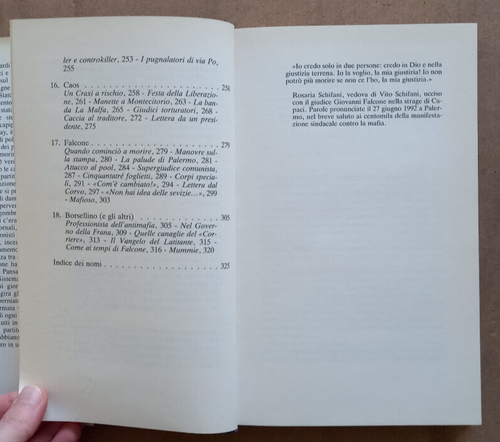 ler e controkiller, 253 - I pugnalatori di via Po,
255
16. Caos . . . . . . . . . . . . . . . . . . . . . . . . . . . . . 258
Un Craxi a rischio, 258 - Festa della Liberazio-
ne, 261 - Manette a Montecitorio, 263 - La ban-
da La Malfa, 265 - Giudici torturatori, 268 -
Caccia al traditore, 272 - Lettera da un presi-
dente, 275
17. Falcone . . . . . . . . . . . . . . . . . . . . . . . . . . . 279
Quando cominciò a morire, 279 - Manovre sul-
la stampa, 280 - La palude di Palermo, 281 -
Attacco al pool, 284 - Supergiudice comunista,
287 - Cinquantatré foglietti, 289 - Corpi specia-
li, 291 - «Com'è cambiato!», 294 - Lettera dal
Corvo, 297 - «Non hai idea delle sevizie...», 299
- Mafioso, 303
18. Borsellino (e gli altri) . . . . . . . . . . . . . . . . 305
Professionista dell'antimafia, 305 - Nel Gover-
no della Frana, 309 - Quelle canaglie del «Cor-
riere», 313 - Il Vangelo del Latitante, 315 -
Come ai tempi di Falcone, 316 - Mummie, 320
Indice dei nomi . . . . . . . . . . . . . . . . . . . . . . . 325
«Io credo solo in due persone: credo in Dio e nella
giustizia terrena. Io la voglio, la mia giustizia! Io non
potrò più morire se non ce l'ho, la mia giustizia.»
Rosaria Schifani, vedova di Vito Schifani, ucciso
con il giudice Giovanni Falcone nella strage di Ca-
paci. Parole pronunciate il 27 giugno 1992 a Paler-
mo, nel breve saluto ai centomila della manifesta-
zione sindacale contro la mafia.